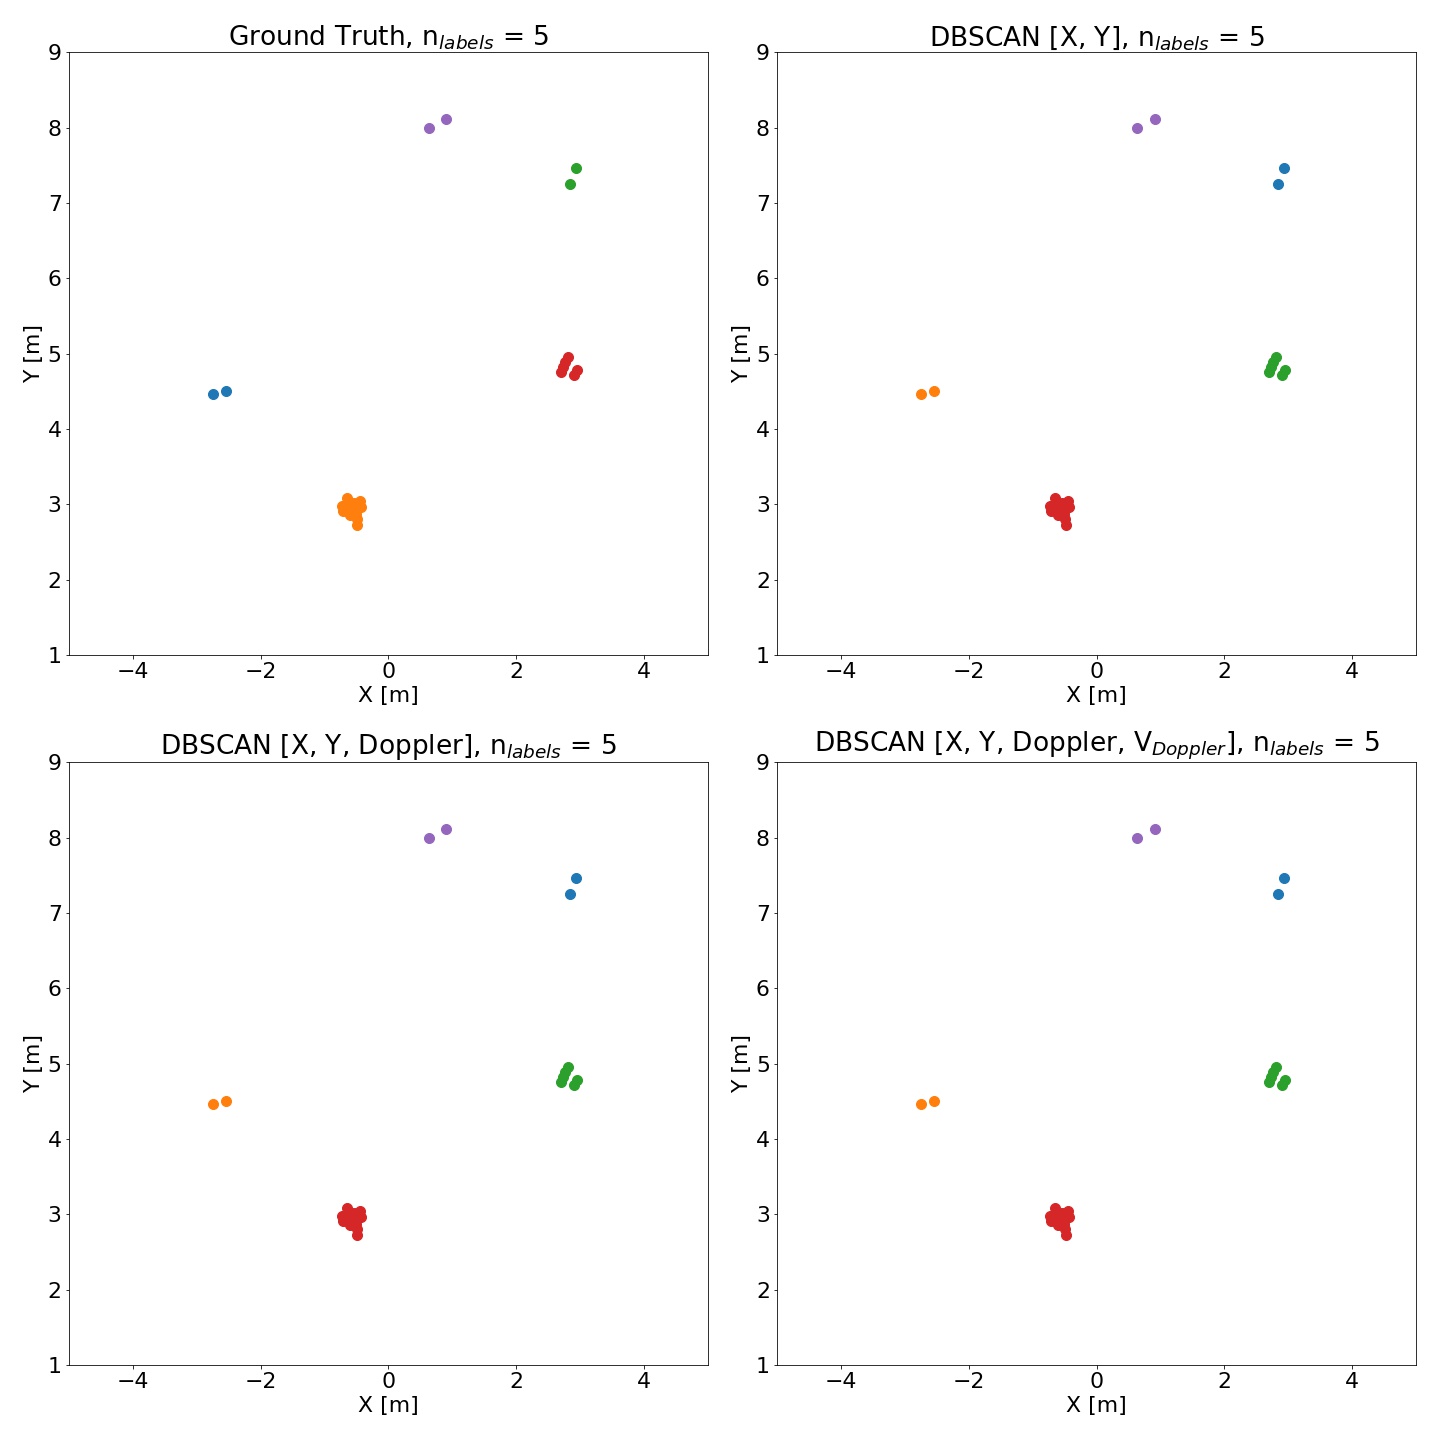 Ground Truth, n_labels = 5
9
8
7
6
5
4
3
2
1
Y [m]
−4 −2 0 2 4
X [m]
DBSCAN [X, Y], n_labels = 5
9
8
7
6
5
4
3
2
1
Y [m]
−4 −2 0 2 4
X [m]
DBSCAN [X, Y, Doppler], n_labels = 5
9
8
7
6
5
4
3
2
1
Y [m]
−4 −2 0 2 4
X [m]
DBSCAN [X, Y, Doppler, V_Doppler], n_labels = 5
9
8
7
6
5
4
3
2
1
Y [m]
−4 −2 0 2 4
X [m]